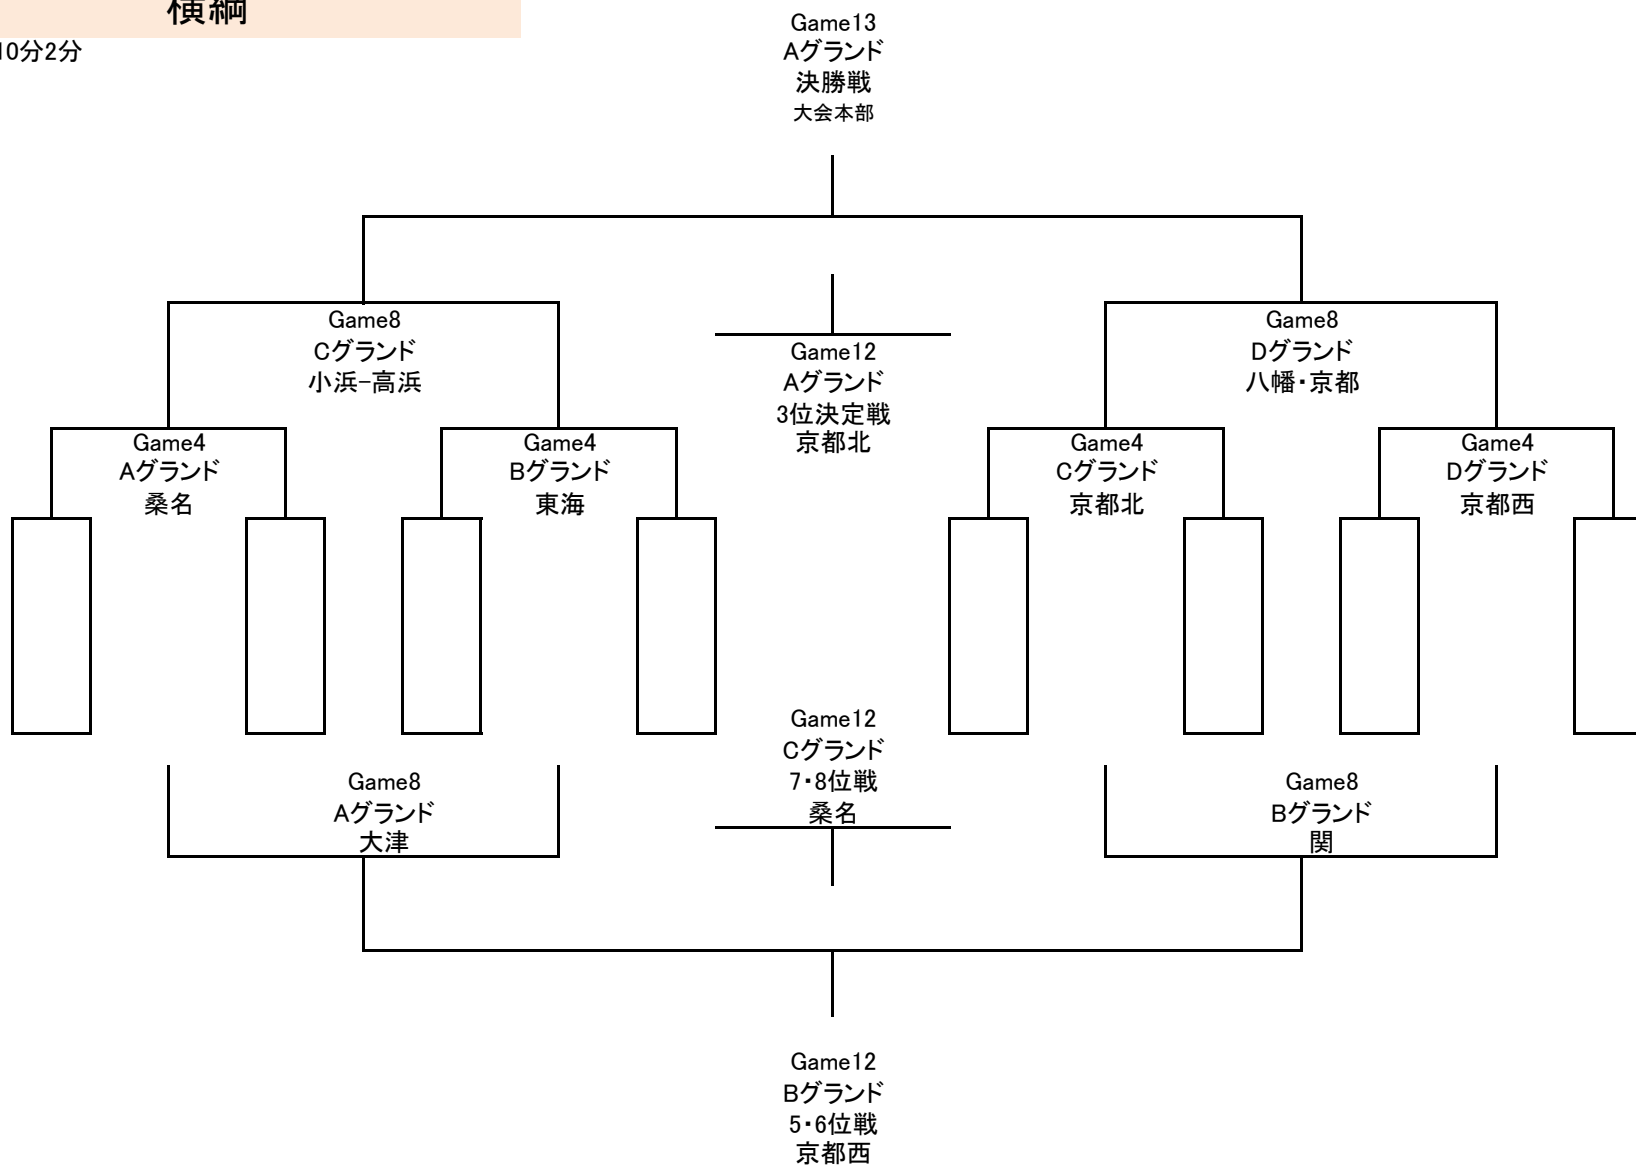 横綱
10分2分
Game13
Aグランド
決勝戦
大会本部
Game8
Cグランド
小浜-高浜
Game12
Aグランド
3位決定戦
京都北
Game8
Dグランド
八幡・京都
Game4
Aグランド
桑名
Game4
Bグランド
東海
Game4
Cグランド
京都北
Game4
Dグランド
京都西
Game8
Aグランド
大津
Game12
Cグランド
7・8位戦
桑名
Game8
Bグランド
関
Game12
Bグランド
5・6位戦
京都西